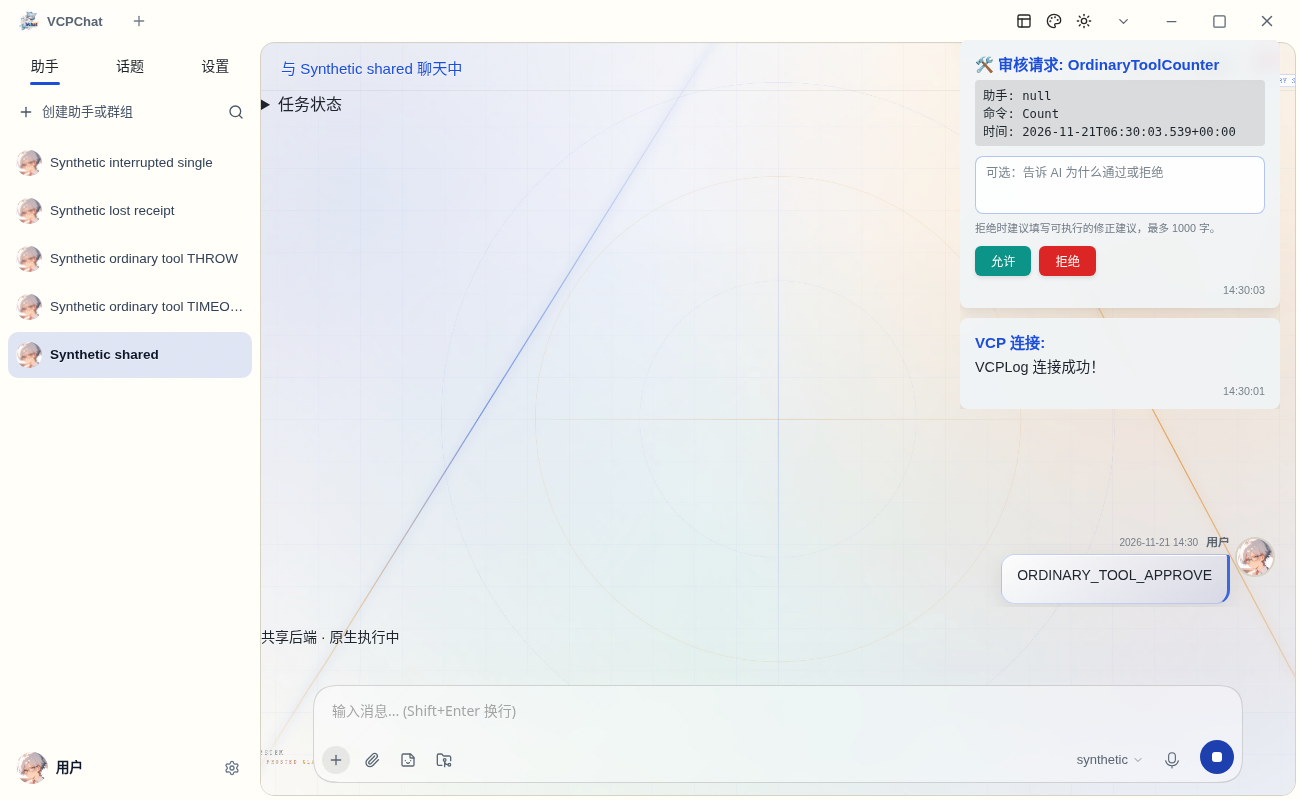 VCPChat
助手
话题
设置
创建助手或群组
Synthetic interrupted single
Synthetic lost receipt
Synthetic ordinary tool THROW
Synthetic ordinary tool TIMEO…
Synthetic shared
用户
与 Synthetic shared 聊天中
任务状态
🛠️ 审核请求: OrdinaryToolCounter
助手: null
命令: Count
时间: 2026-11-21T06:30:03.539+00:00
可选：告诉 AI 为什么通过或拒绝
拒绝时建议填写可执行的修正建议，最多 1000 字。
允许
拒绝
14:30:03
VCP 连接:
VCPLog 连接成功！
14:30:01
2026-11-21 14:30 用户
ORDINARY_TOOL_APPROVE
共享后端 · 原生执行中
输入消息... (Shift+Enter 换行)
synthetic